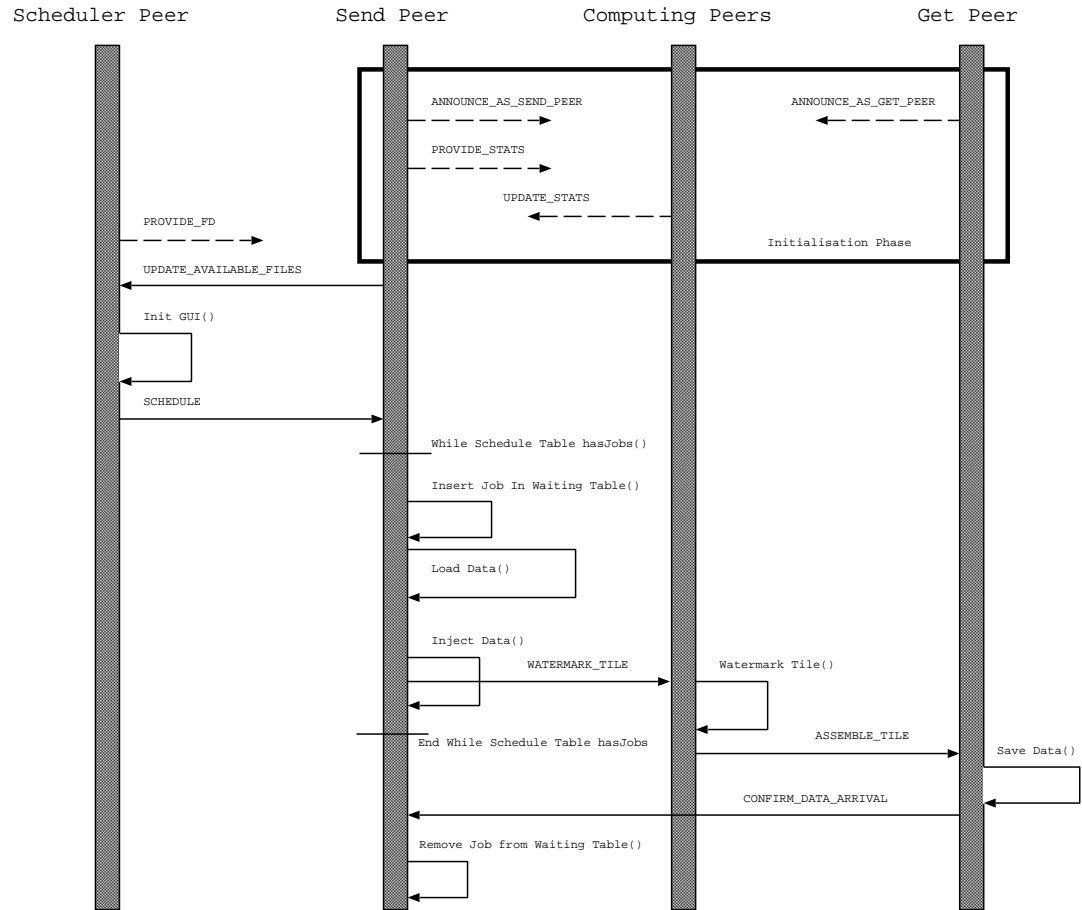 Scheduler Peer
Send Peer
Computing Peers
Get Peer
ANNOUNCE_AS_SEND_PEER
ANNOUNCE_AS_GET_PEER
PROVIDE_STATS
UPDATE_STATS
PROVIDE_FD
Initialisation Phase
UPDATE_AVAILABLE_FILES
Init GUI()
SCHEDULE
While Schedule Table hasJobs()
Insert Job In Waiting Table()
Load Data()
Inject Data()
WATERMARK_TILE
Watermark Tile()
End While Schedule Table hasJobs
ASSEMBLE_TILE
Save Data()
CONFIRM_DATA_ARRIVAL
Remove Job from Waiting Table()